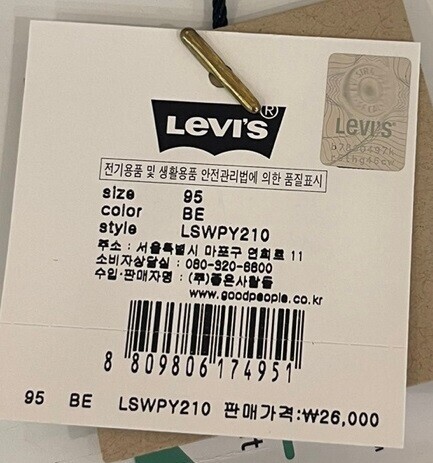 Levi's®
Levi's
전기용품 및 생활용품 안전관리법에 의한 품질표시
size 95
color BE
style LSWPY210
주소 : 서울특별시 마포구 연희로 11
소비자상담실 : 080-920-6600
수입·판매자명 : (주)좋은사람들
www.goodpeople.co.kr
8 809806 174951
95 BE LSWPY210 판매가격:₩26,000
t